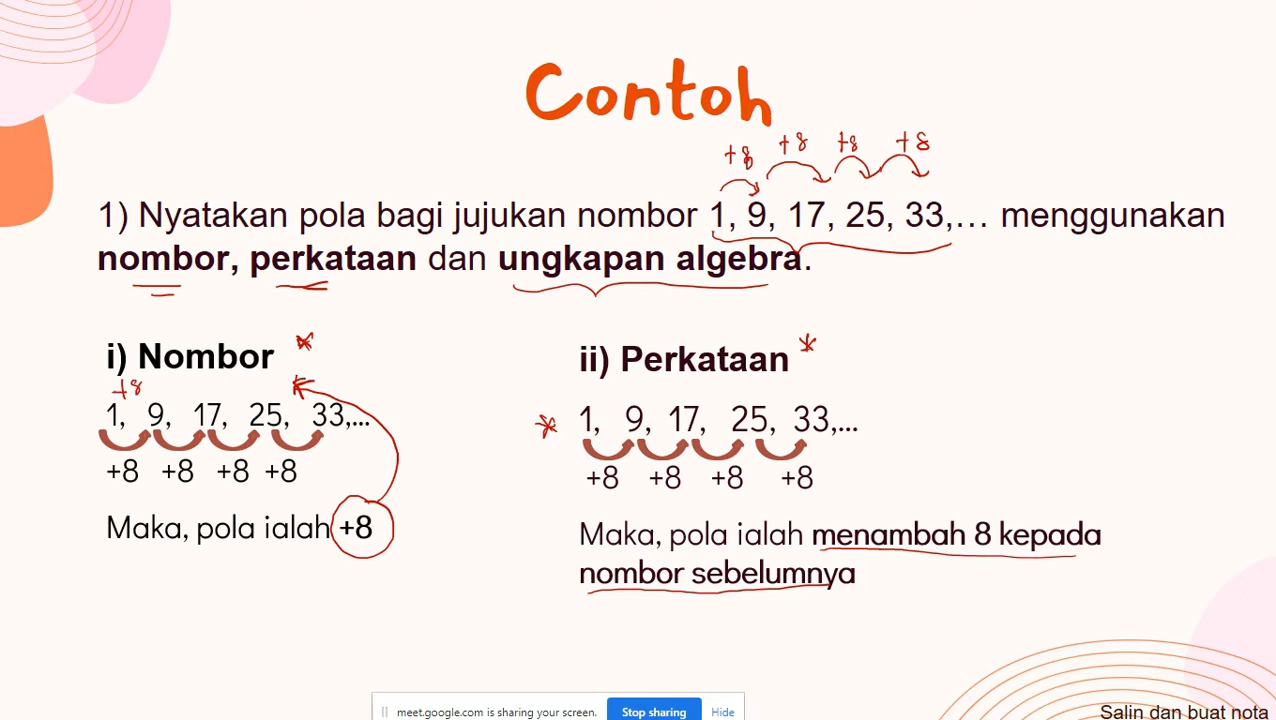 Contoh
+8 +8 +8 +8
1) Nyatakan pola bagi jujukan nombor 1, 9, 17, 25, 33,... menggunakan
nombor, perkataan dan ungkapan algebra.
i) Nombor *
+8
1, 9, 17, 25, 33,...
+8 +8 +8 +8
Maka, pola ialah +8
ii) Perkataan *
* 1, 9, 17, 25, 33,...
+8 +8 +8 +8
Maka, pola ialah menambah 8 kepada
nombor sebelumnya
meet.google.com is sharing your screen. Stop sharing Hide
Salin dan buat nota